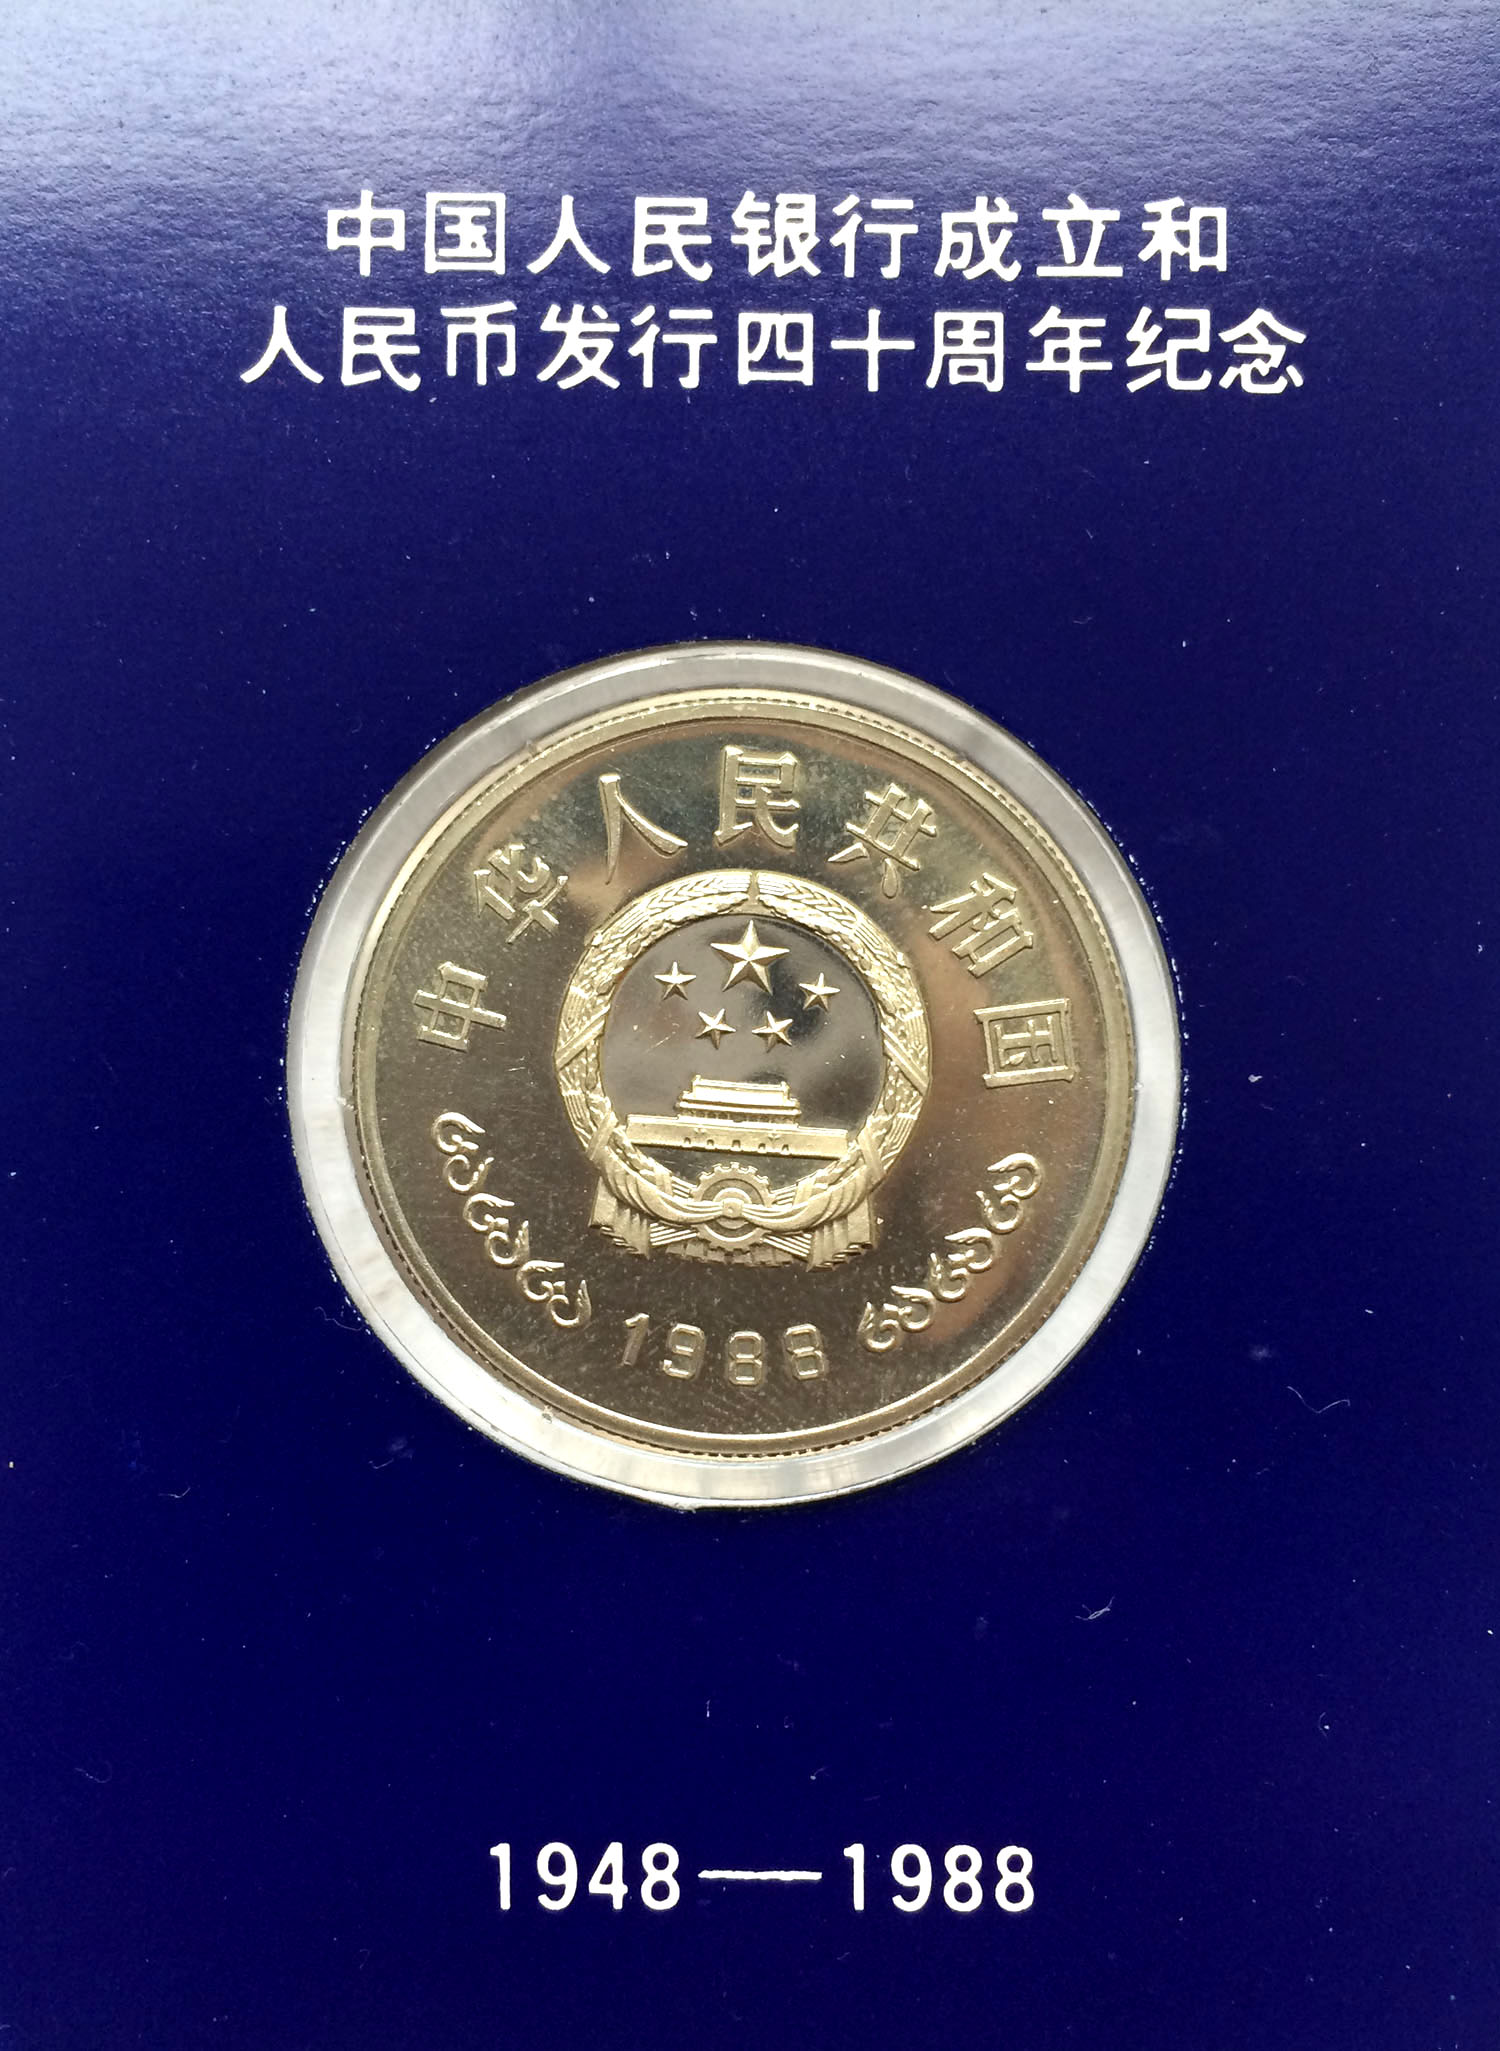 中国人民银行成立和
人民币发行四十周年纪念
中华人民共和国
1988
1948—1988